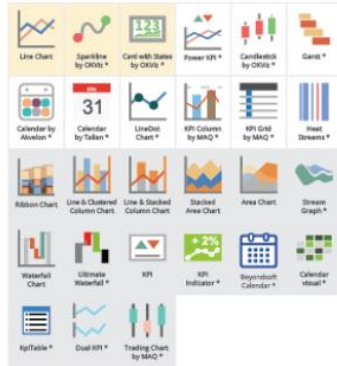 Line Chart
Sparkline
by OKViz *
123
Card with States
by OKViz *
Power KPI *
Candlestick
by OKViz *
Gantt *
Calendar by
Akvelon *
31
Calendar
by Tallan *
LineDot
Chart *
KPI Column
by MAQ *
KPI Grid
by MAQ *
Heat
Streams *
Ribbon Chart
Line & Clustered
Column Chart
Line & Stacked
Column Chart
Stacked
Area Chart
Area Chart
Stream
Graph *
Waterfall
Chart
Ultimate
Waterfall *
KPI
+ 2%
KPI
Indicator *
Beyondsoft
Calendar *
Calendar
visual *
KpiTable *
Dual KPI *
Trading Chart
by MAQ *